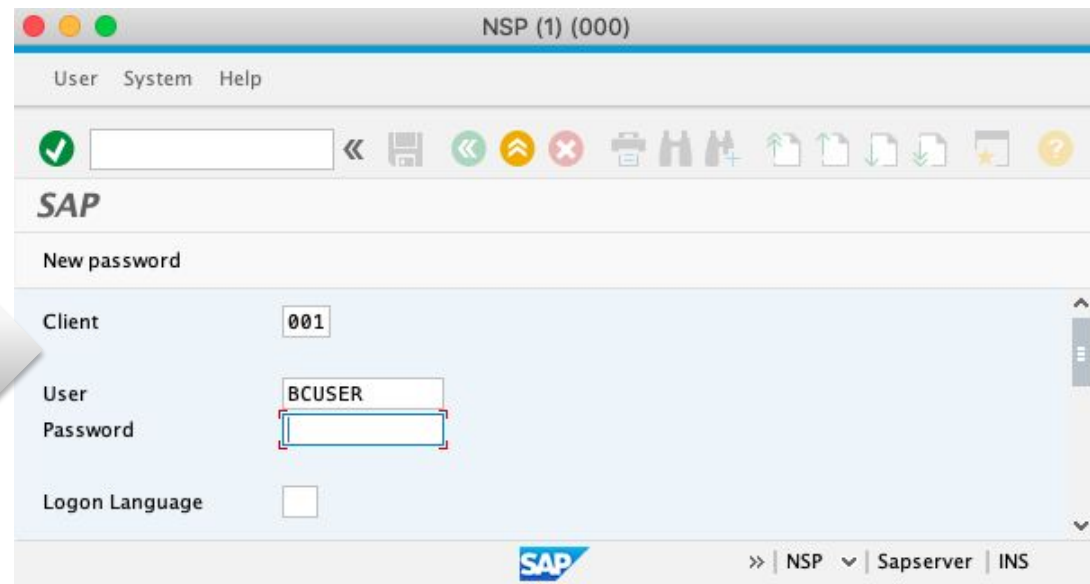 NSP (1) (000)
User System Help
SAP
New password
Client 001
User BCUSER
Password
Logon Language
SAP
» | NSP | Sapserver | INS